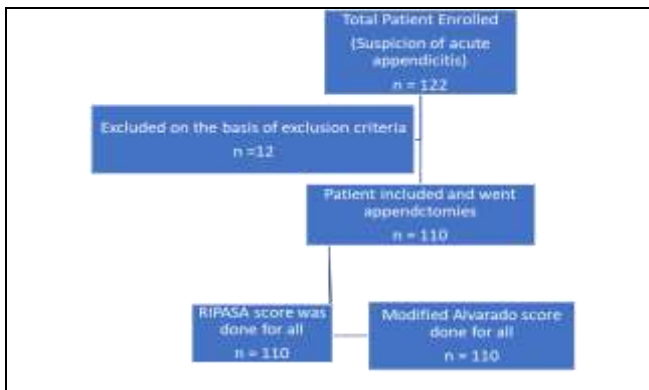 Total Patient Enrolled
(Suspicion of acute
appendicitis)
n = 122
Excluded on the basis of exclusion criteria
n =12
Patient included and went
appendctomies
n = 110
RIPASA score was
done for all
n = 110
Modified Alvarado score
done for all
n = 110